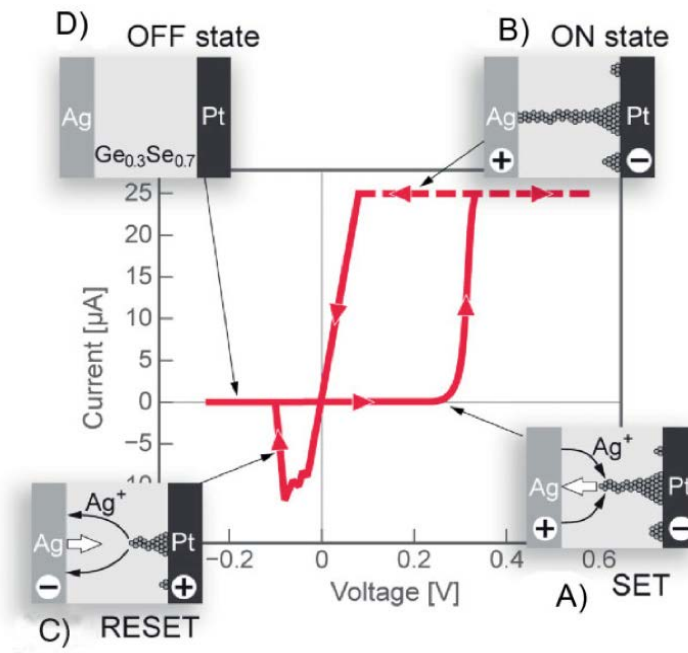 D)
OFF state
B)
ON state
Ag
Pt
Ge0.3Se0.7
Ag
Pt
+
−
25
20
15
10
5
0
−5
10
Current [μA]
−0.2
0
0.2
0.4
0.6
Voltage [V]
Ag+
Ag
Pt
−
+
C)
RESET
Ag+
Ag
Pt
+
−
A)
SET